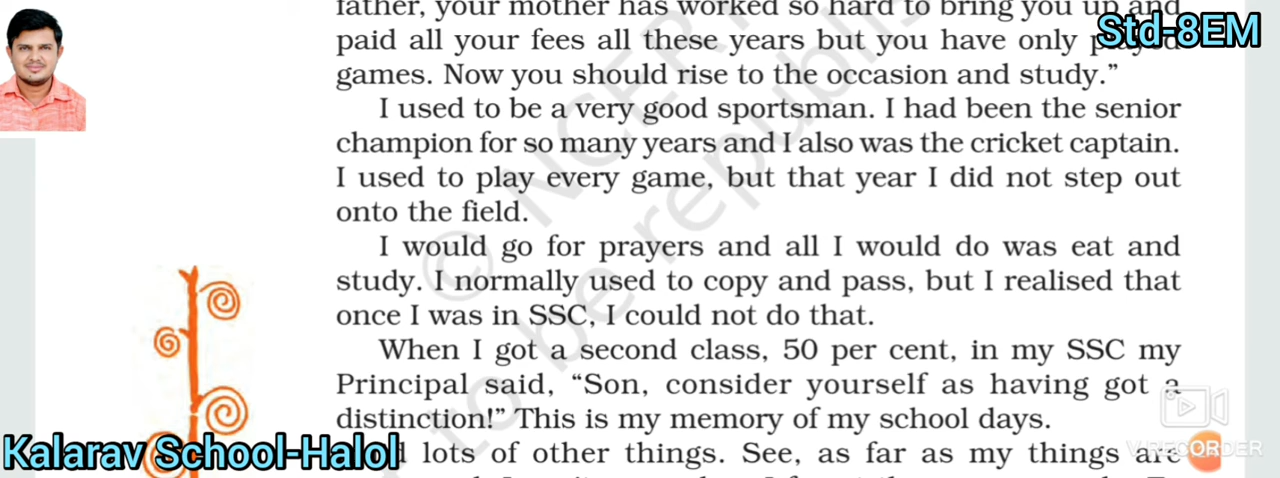 father, your mother has worked so hard to bring you up and
Std-8EM
paid all your fees all these years but you have only played
games. Now you should rise to the occasion and study.”
I used to be a very good sportsman. I had been the senior
champion for so many years and I also was the cricket captain.
I used to play every game, but that year I did not step out
onto the field.
I would go for prayers and all I would do was eat and
study. I normally used to copy and pass, but I realised that
once I was in SSC, I could not do that.
When I got a second class, 50 per cent, in my SSC my
Principal said, “Son, consider yourself as having got a
distinction!” This is my memory of my school days.
Kalarav School-Halol
lots of other things. See, as far as my things are
V RECORDER
© NCERT
to be republis